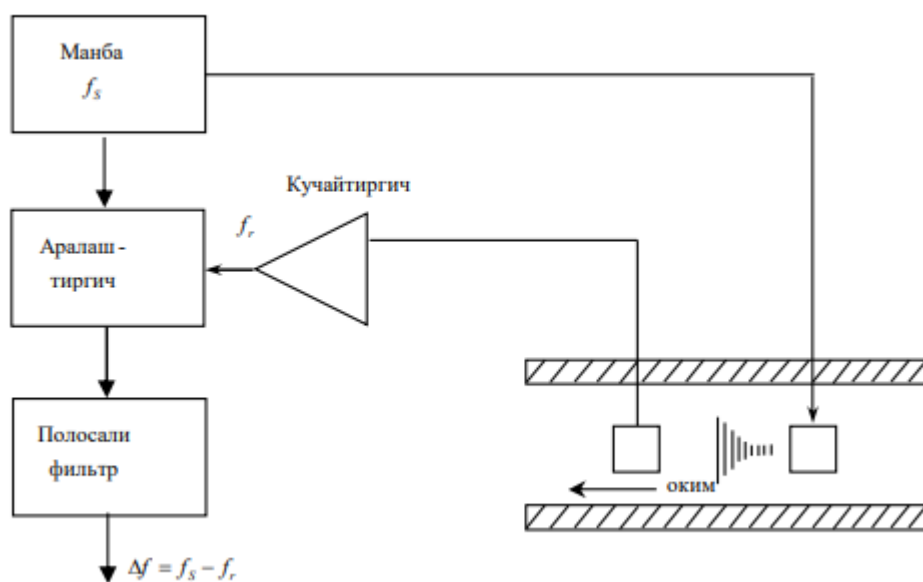 Манба
f_S
Кучайтиргич
f_r
Аралаш -
тиргич
Полосали
фильтр
оким
Δf = f_S − f_r